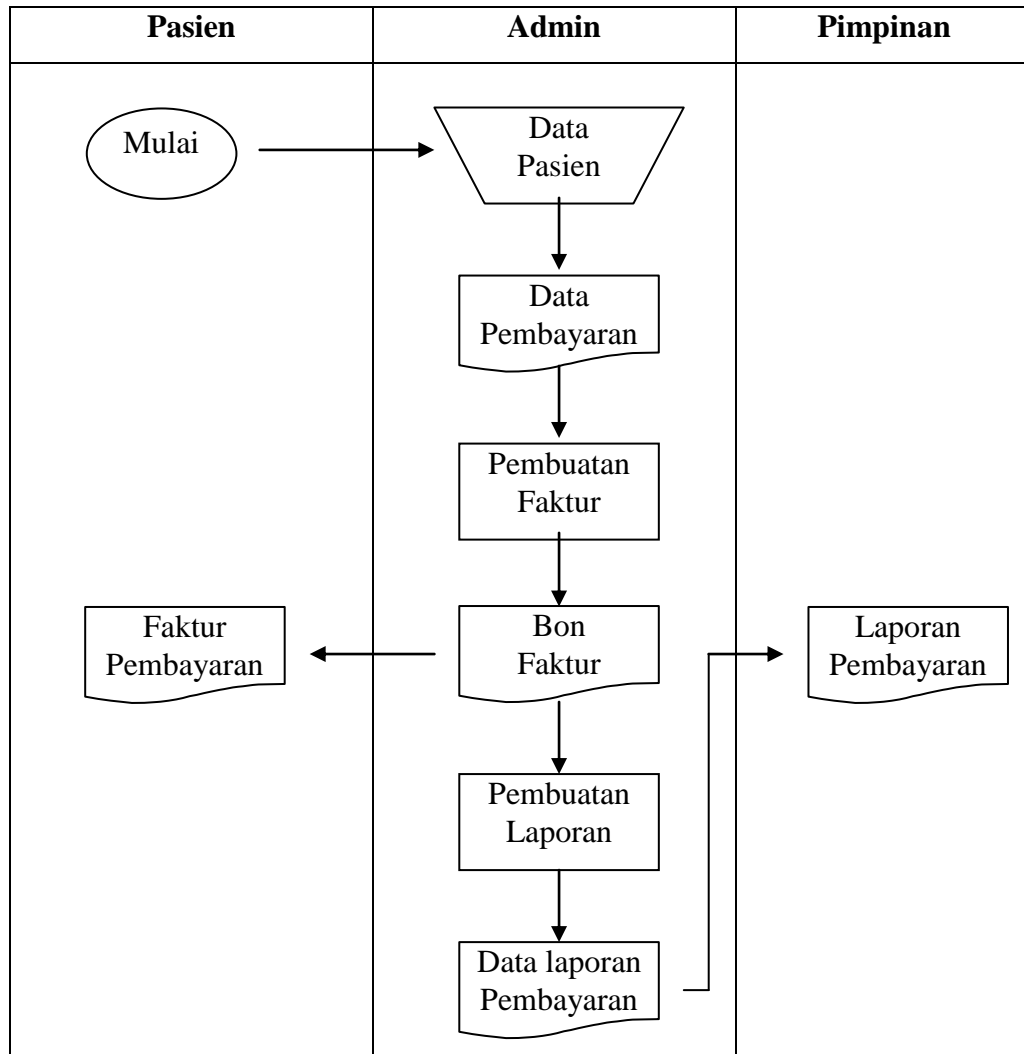 Pasien
Admin
Pimpinan
Mulai
Data
Pasien
Data
Pembayaran
Pembuatan
Faktur
Faktur
Pembayaran
Bon
Faktur
Laporan
Pembayaran
Pembuatan
Laporan
Data laporan
Pembayaran